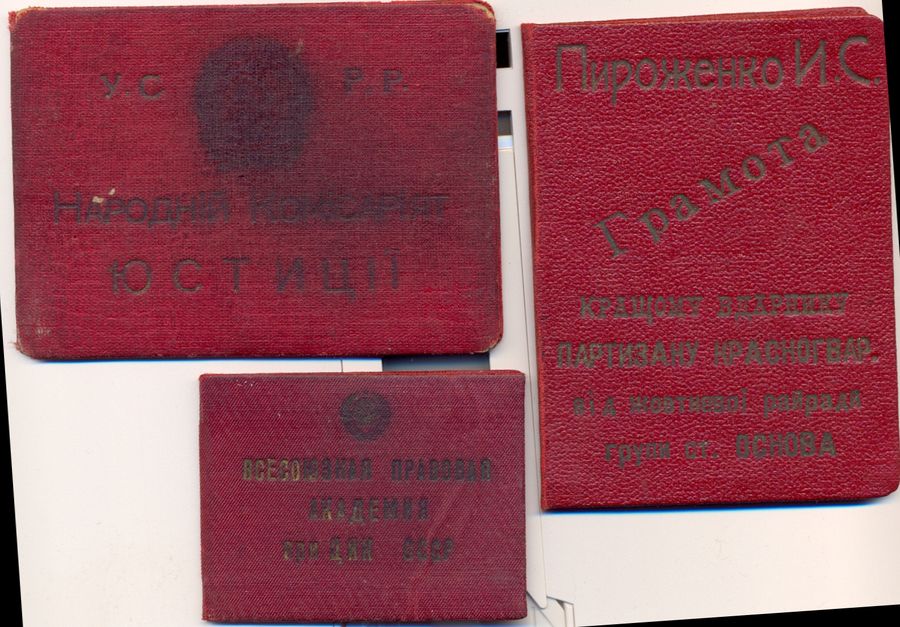 У.С Р.Р.
НАРОДНІЙ КОМІСАРІЯТ
ЮСТИЦІЇ
Пироженко И.С.
Грамота
КРАЩОМУ ВДАРНИКУ
ПАРТИЗАНУ КРАСНОГВАР.
від жовтневої райради
групи ст. ОСНОВА
ВСЕСОЮЗНАЯ ПРАВОВАЯ
АКАДЕМИЯ
при ЦИК СССР